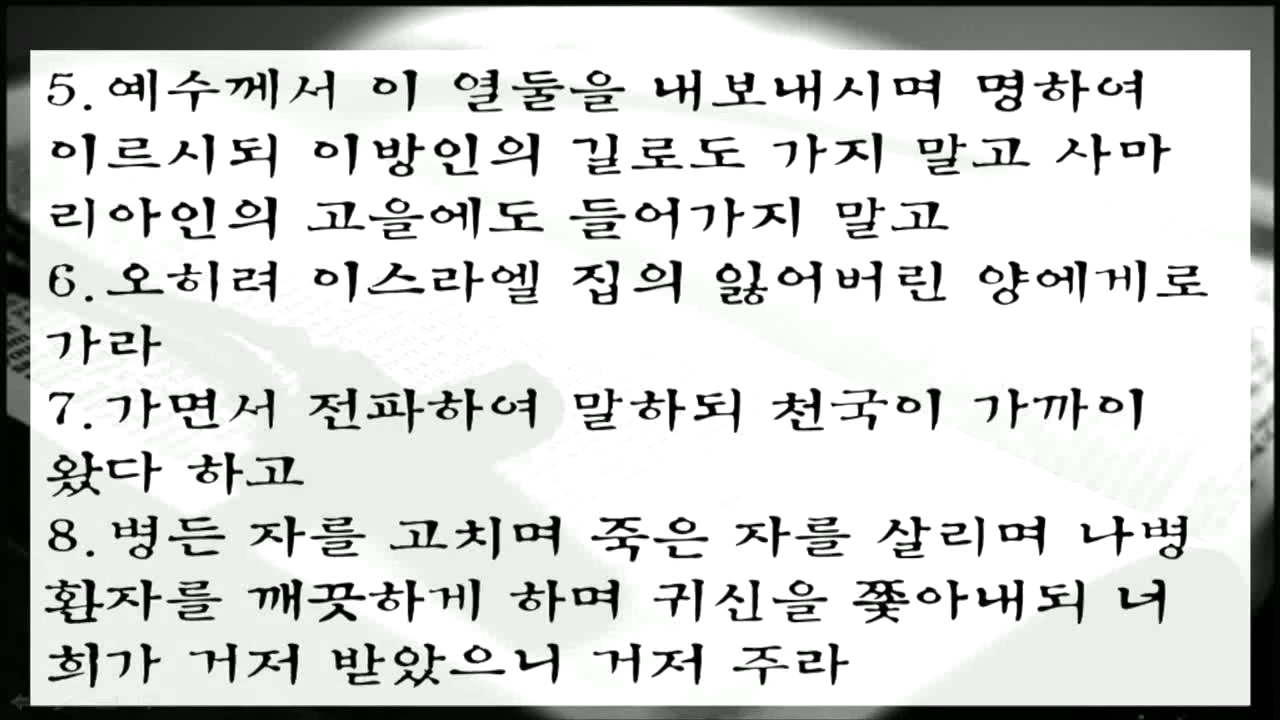 5. 예수께서 이 열둘을 내보내시며 명하여
이르시되 이방인의 길로도 가지 말고 사마
리아인의 고을에도 들어가지 말고
6. 오히려 이스라엘 집의 잃어버린 양에게로
가라
7. 가면서 전파하여 말하되 천국이 가까이
왔다 하고
8. 병든 자를 고치며 죽은 자를 살리며 나병
환자를 깨끗하게 하며 귀신을 쫓아내되 너
희가 거저 받았으니 거저 주라